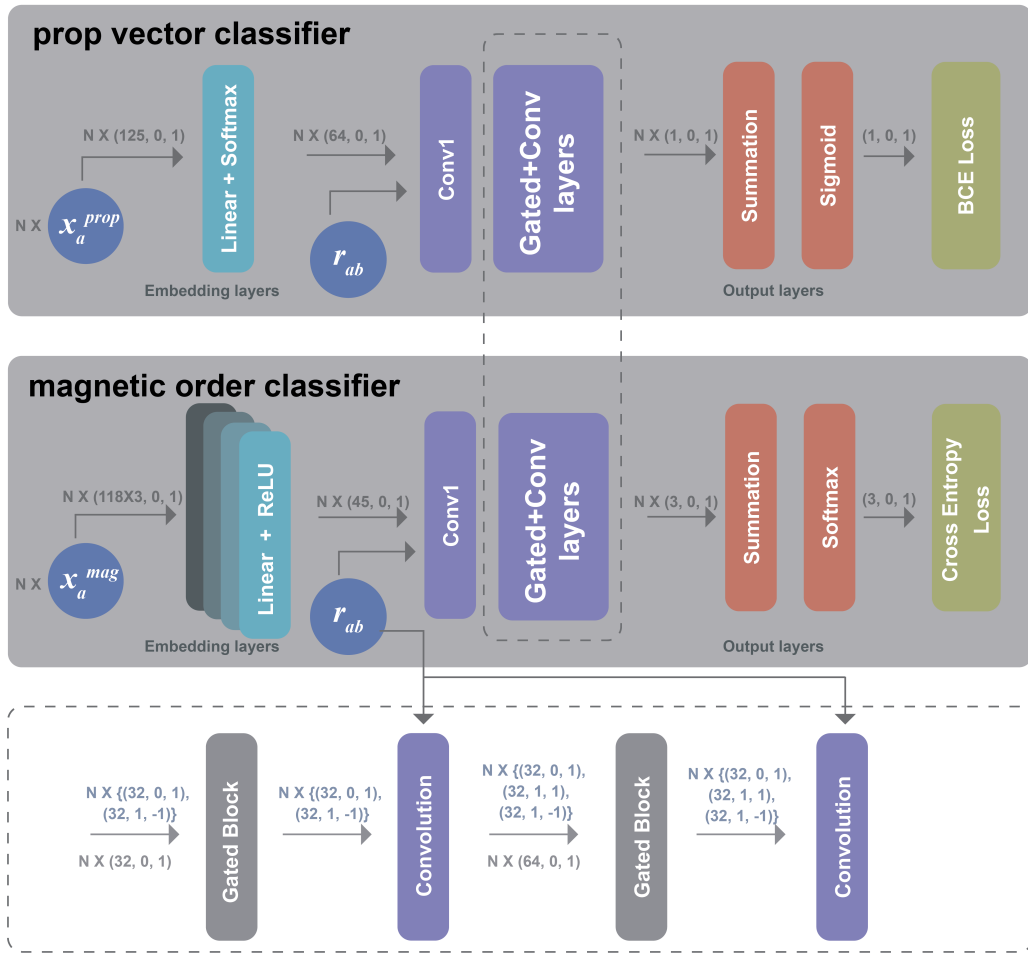 prop vector classifier
N X (125, 0, 1)
N X
x_a^prop
Linear + Softmax
Embedding layers
N X (64, 0, 1)
r_ab
Conv1
Gated+Conv
layers
N X (1, 0, 1)
Summation
Sigmoid
(1, 0, 1)
BCE Loss
Output layers
magnetic order classifier
N X (118X3, 0, 1)
N X
x_a^mag
Linear + ReLU
Embedding layers
N X (45, 0, 1)
r_ab
Conv1
Gated+Conv
layers
N X (3, 0, 1)
Summation
Softmax
(3, 0, 1)
Cross Entropy
Loss
Output layers
N X {(32, 0, 1),
(32, 1, -1)}
N X (32, 0, 1)
Gated Block
N X {(32, 0, 1),
(32, 1, -1)}
Convolution
N X {(32, 0, 1),
(32, 1, 1),
(32, 1, -1)}
N X (64, 0, 1)
Gated Block
N X {(32, 0, 1),
(32, 1, 1),
(32, 1, -1)}
Convolution